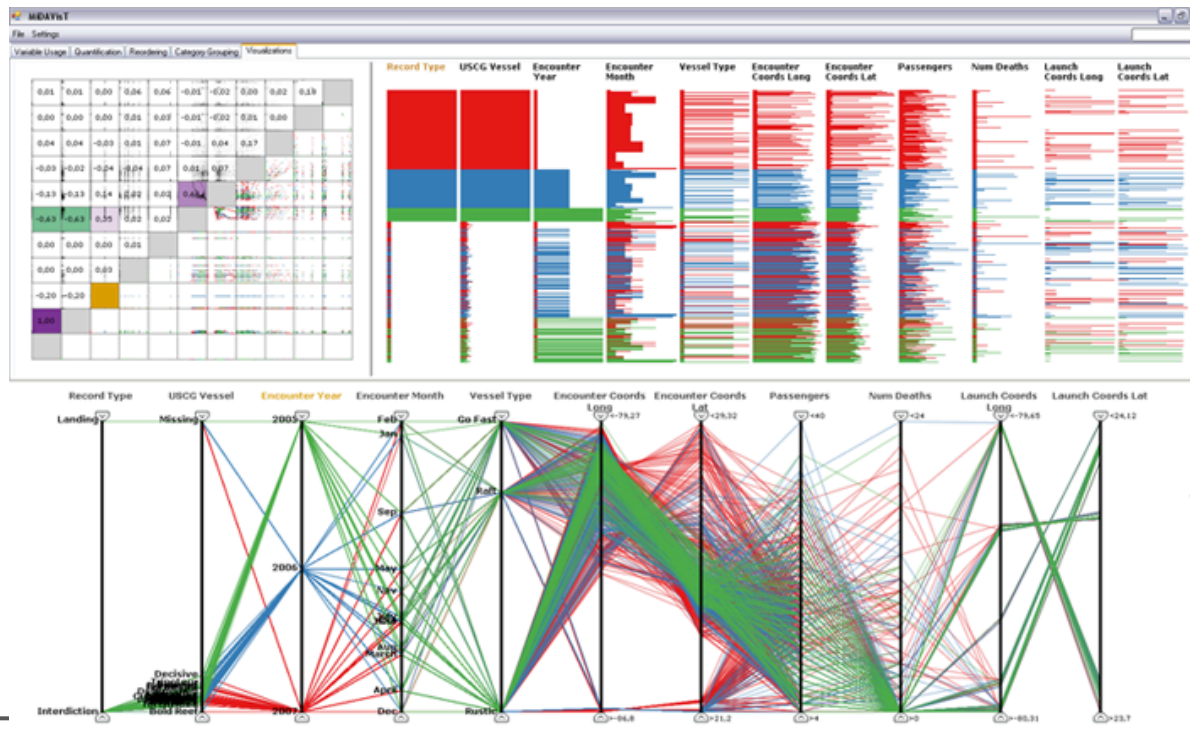 MiDAVisT
File Settings
Variable Usage Quantification Reordering Category Grouping Visualizations
Record Type USCG Vessel Encounter Year Encounter Month Vessel Type Encounter Coords Long Encounter Coords Lat Passengers Num Deaths Launch Coords Long Launch Coords Lat
0,01 0,01 0,00 0,06 0,06 -0,01 -0,02 0,00 0,02 0,18
0,00 0,00 0,00 0,01 0,03 -0,01 -0,02 0,01 0,00
0,04 0,04 -0,03 0,01 0,07 0,04 0,17
-0,03 -0,02 0,01 0,07
-0,13 -0,13 0,14 0,02 0,02
-0,63 -0,63 0,35 0,02 0,02
0,00 0,00 0,00 0,01
0,00 0,00 0,03
-0,20 -0,20
1,00
Record Type USCG Vessel Encounter Year Encounter Month Vessel Type Encounter Coords Long Encounter Coords Lat Passengers Num Deaths Launch Coords Long Launch Coords Lat
Landing Missing 2005 Feb Go Fast <-79,27 <29,32 <40 <24 <-79,65 <24,12
Jan
Raft
Sep
2006 May
Nov
Aug
March
Decisive
April
Interdiction Bold Reef 2007 Dec Rustic >-86,8 >21,2 >4 >0 >-80,31 >23,7